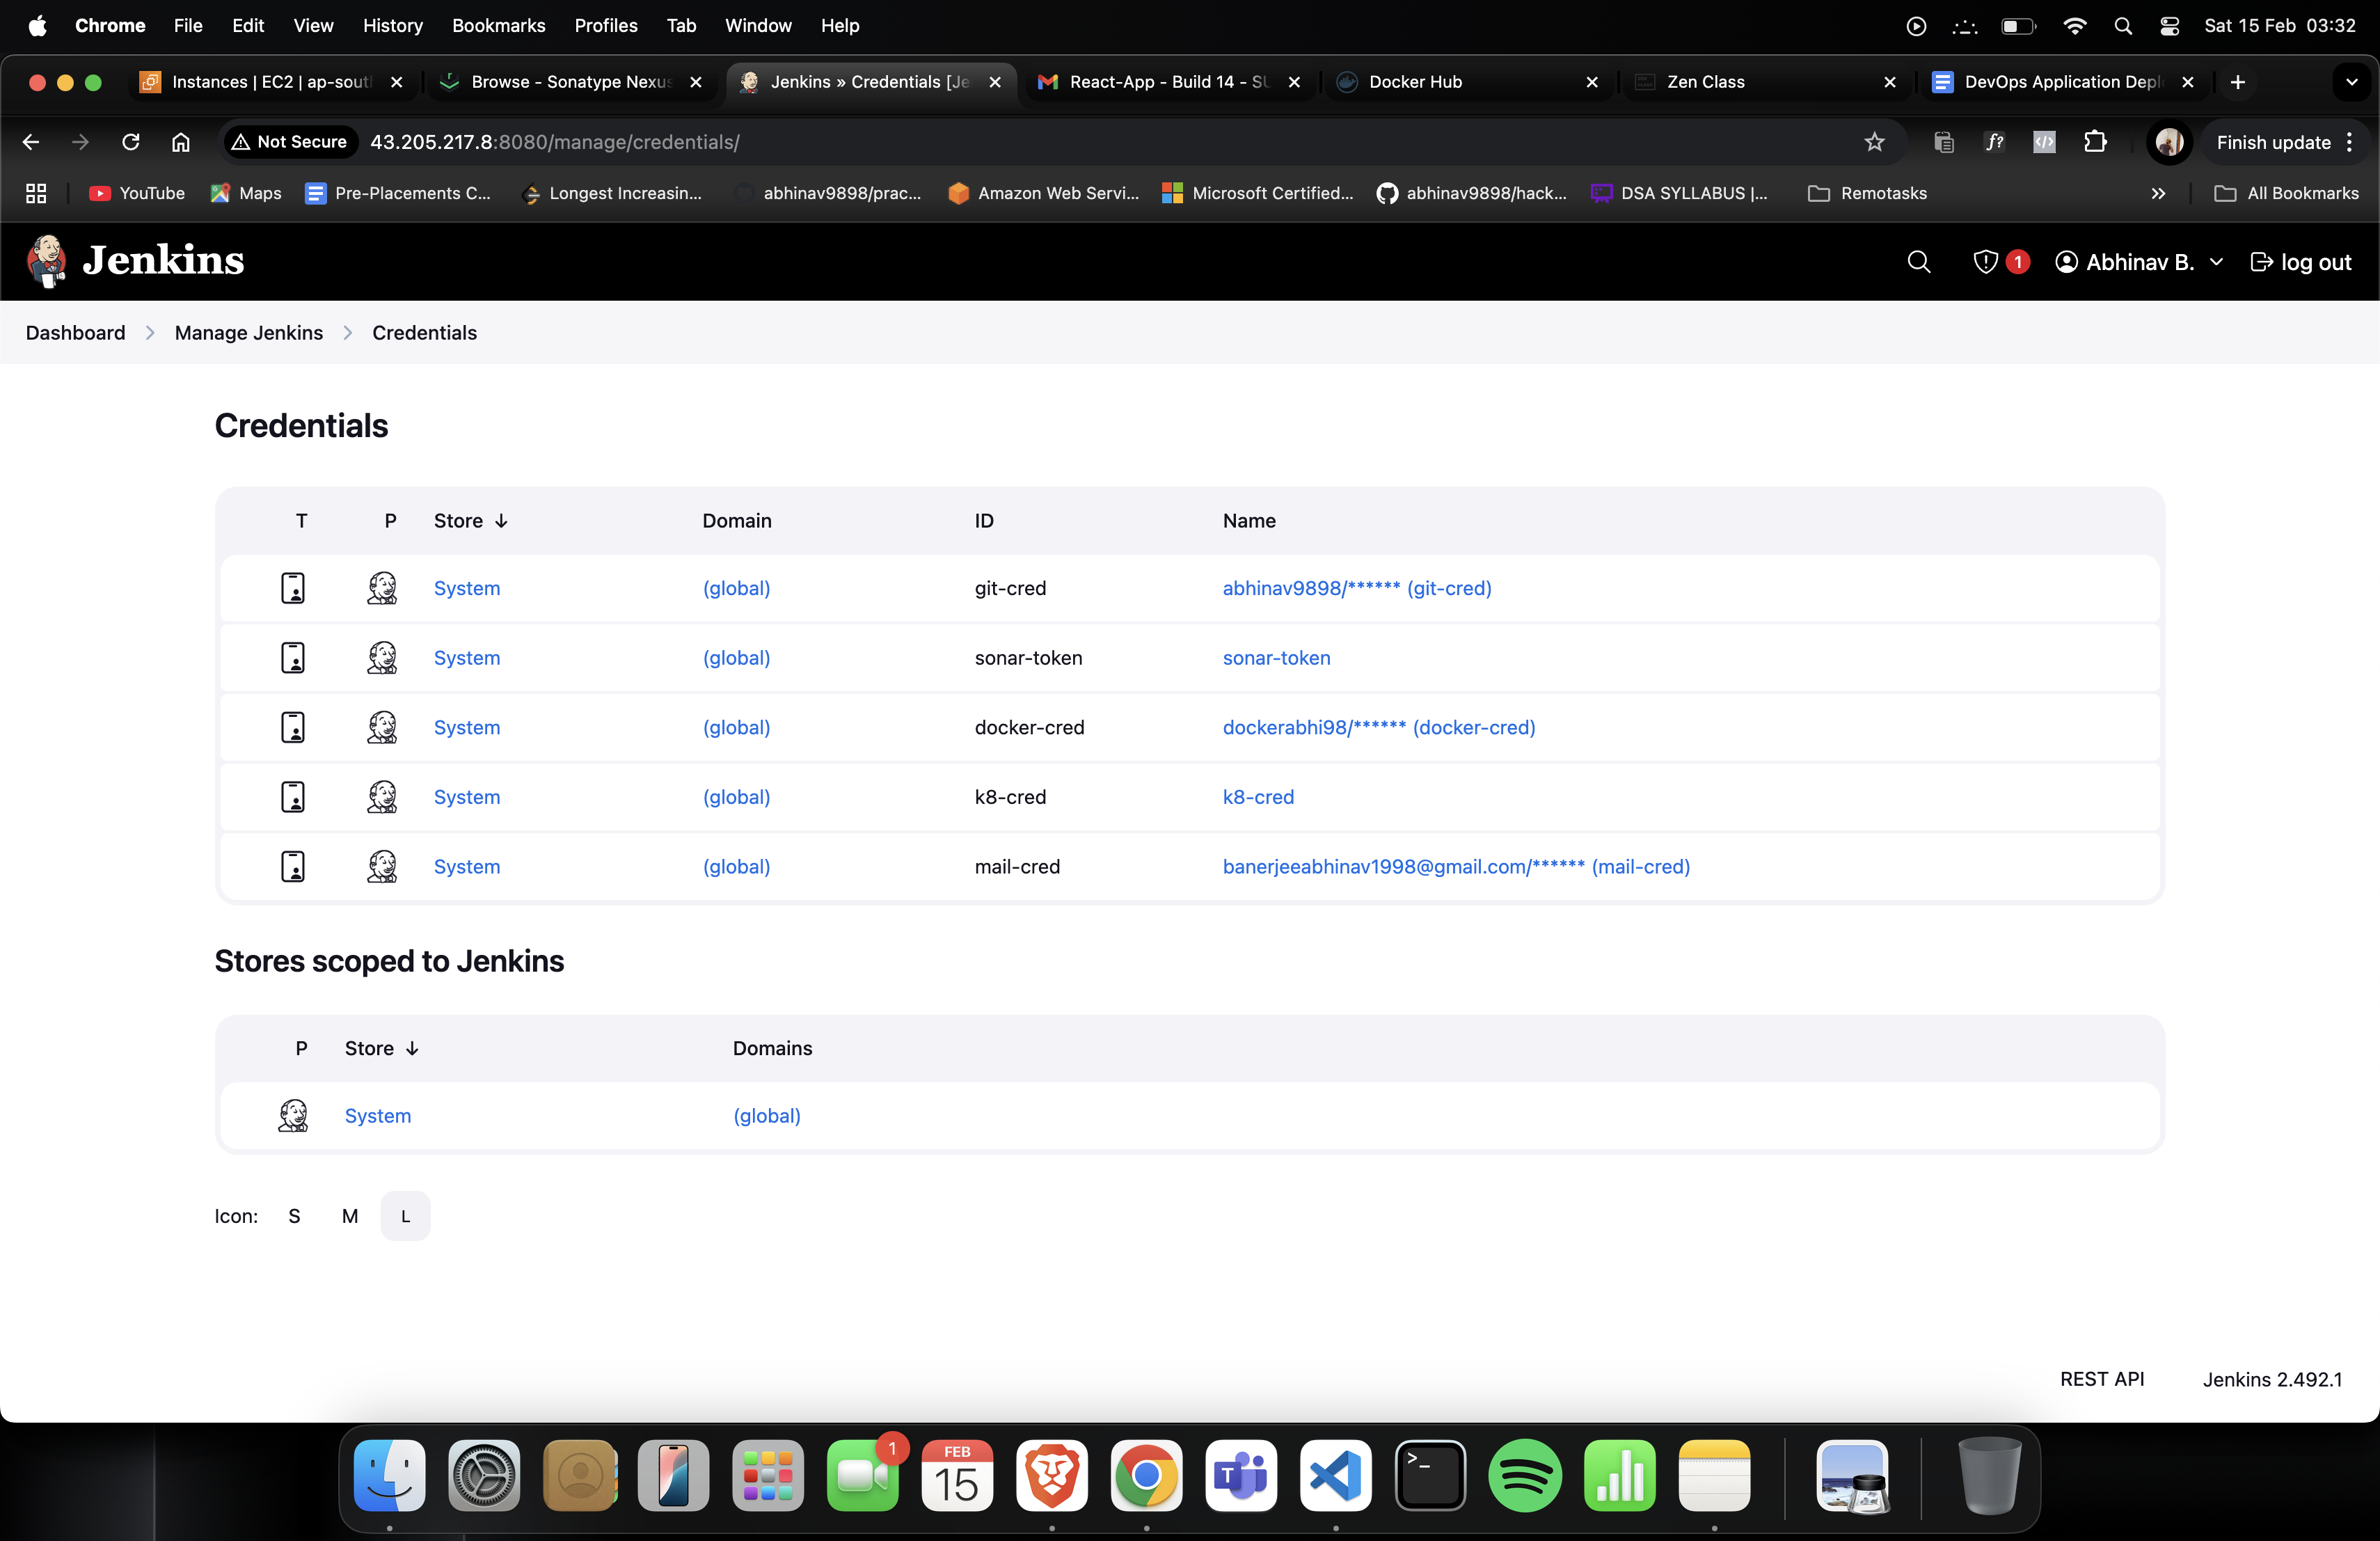 Chrome File Edit View History Bookmarks Profiles Tab Window Help Sat 15 Feb 03:32
Instances | EC2 | ap-sout Browse - Sonatype Nexus Jenkins » Credentials [Je React-App - Build 14 - SU Docker Hub Zen Class DevOps Application Depl
Not Secure 43.205.217.8:8080/manage/credentials/ f? </> Finish update
YouTube Maps Pre-Placements C... Longest Increasin... abhinav9898/prac... Amazon Web Servi... Microsoft Certified... abhinav9898/hack... DSA SYLLABUS |... Remotasks » All Bookmarks
Jenkins 1 Abhinav B. log out
Dashboard Manage Jenkins Credentials
Credentials
T P Store ↓ Domain ID Name
System (global) git-cred abhinav9898/****** (git-cred)
System (global) sonar-token sonar-token
System (global) docker-cred dockerabhi98/****** (docker-cred)
System (global) k8-cred k8-cred
System (global) mail-cred banerjeeabhinav1998@gmail.com/****** (mail-cred)
Stores scoped to Jenkins
P Store ↓ Domains
System (global)
Icon: S M L
REST API Jenkins 2.492.1
1 FEB
15 T >_